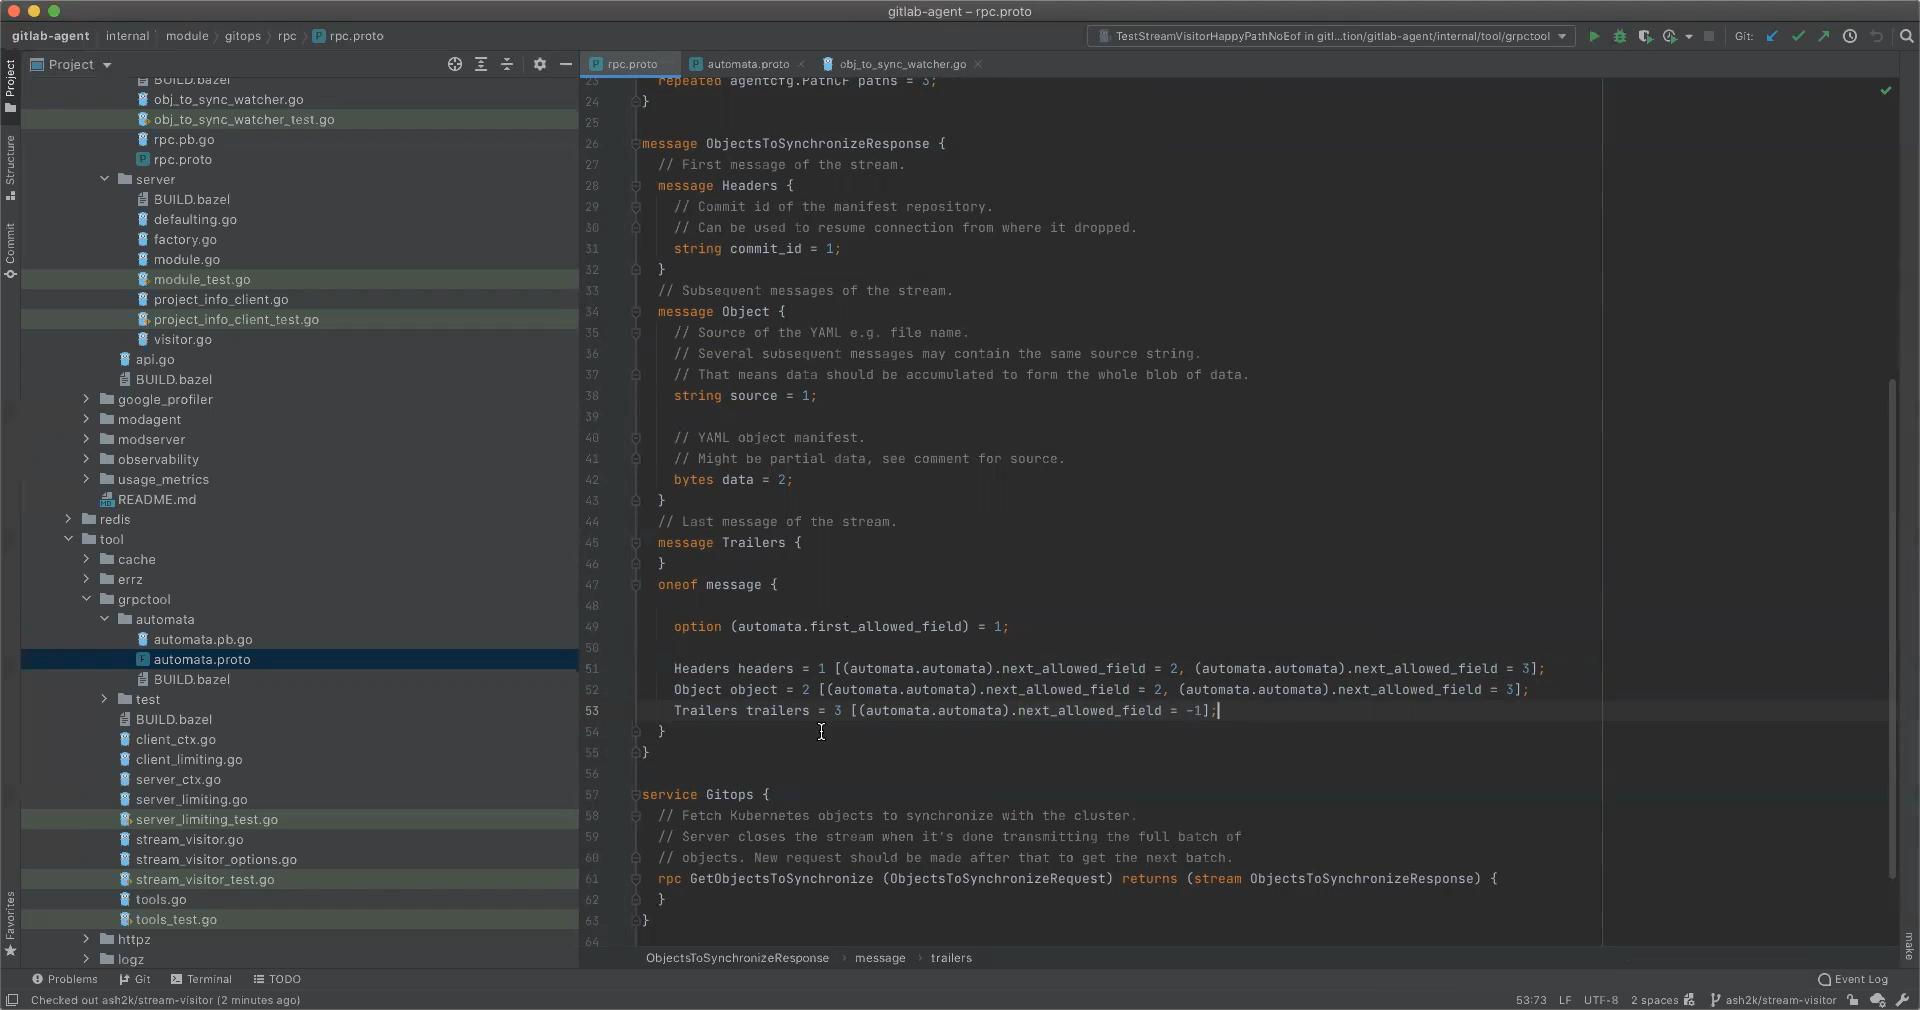 gitlab-agent – rpc.proto
gitlab-agent internal module gitops rpc rpc.proto
TestStreamVisitorHappyPathNoEof in gitl...tion/gitlab-agent/internal/tool/grpctool
Git:
Project
Structure
Commit
Favorites
Project
BUILD.bazel
obj_to_sync_watcher.go
obj_to_sync_watcher_test.go
rpc.pb.go
rpc.proto
server
BUILD.bazel
defaulting.go
factory.go
module.go
module_test.go
project_info_client.go
project_info_client_test.go
visitor.go
api.go
BUILD.bazel
google_profiler
modagent
modserver
observability
usage_metrics
README.md
redis
tool
cache
errz
grpctool
automata
automata.pb.go
automata.proto
BUILD.bazel
test
BUILD.bazel
client_ctx.go
client_limiting.go
server_ctx.go
server_limiting.go
server_limiting_test.go
stream_visitor.go
stream_visitor_options.go
stream_visitor_test.go
tools.go
tools_test.go
httpz
logz
rpc.proto automata.proto obj_to_sync_watcher.go
23 repeated agentcfg.PathCF paths = 3;
24 }
25
26 message ObjectsToSynchronizeResponse {
27 // First message of the stream.
28 message Headers {
29 // Commit id of the manifest repository.
30 // Can be used to resume connection from where it dropped.
31 string commit_id = 1;
32 }
33 // Subsequent messages of the stream.
34 message Object {
35 // Source of the YAML e.g. file name.
36 // Several subsequent messages may contain the same source string.
37 // That means data should be accumulated to form the whole blob of data.
38 string source = 1;
39
40 // YAML object manifest.
41 // Might be partial data, see comment for source.
42 bytes data = 2;
43 }
44 // Last message of the stream.
45 message Trailers {
46 }
47 oneof message {
48
49 option (automata.first_allowed_field) = 1;
50
51 Headers headers = 1 [(automata.automata).next_allowed_field = 2, (automata.automata).next_allowed_field = 3];
52 Object object = 2 [(automata.automata).next_allowed_field = 2, (automata.automata).next_allowed_field = 3];
53 Trailers trailers = 3 [(automata.automata).next_allowed_field = -1];
54 }
55 }
56
57 service Gitops {
58 // Fetch Kubernetes objects to synchronize with the cluster.
59 // Server closes the stream when it's done transmitting the full batch of
60 // objects. New request should be made after that to get the next batch.
61 rpc GetObjectsToSynchronize (ObjectsToSynchronizeRequest) returns (stream ObjectsToSynchronizeResponse) {
62 }
63 }
64
make
ObjectsToSynchronizeResponse message trailers
Problems Git Terminal TODO Event Log
Checked out ash2k/stream-visitor (2 minutes ago) 53:73 LF UTF-8 2 spaces ash2k/stream-visitor